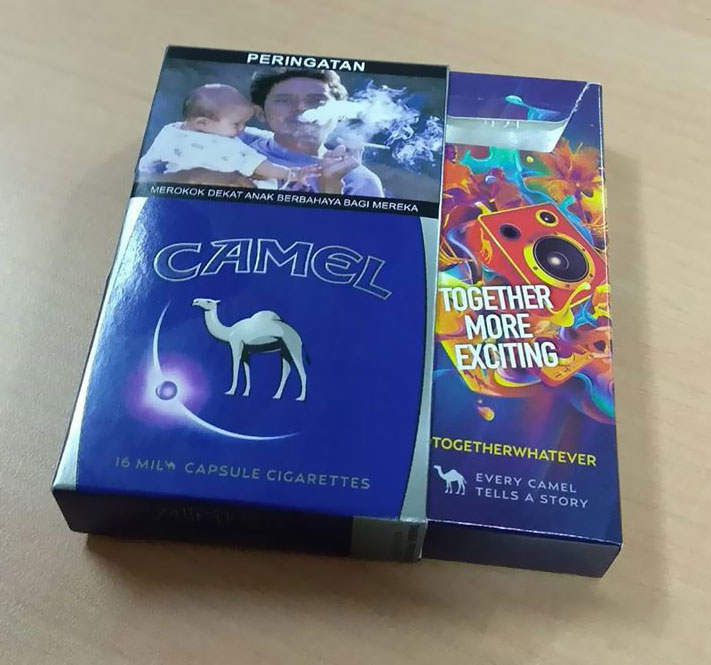 PERINGATAN
MEROKOK DEKAT ANAK BERBAHAYA BAGI MEREKA
CAMEL
16 MILD CAPSULE CIGARETTES
TOGETHER
MORE
EXCITING
TOGETHERWHATEVER
EVERY CAMEL
TELLS A STORY